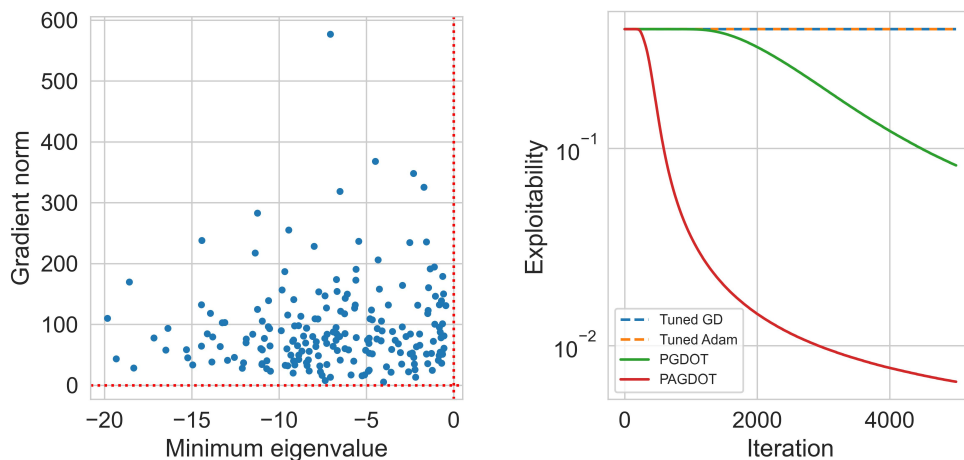 600
500
400
300
200
100
0
−20
−15
−10
−5
0
Gradient norm
Minimum eigenvalue
10−1
10−2
0
2000
4000
Exploitability
Iteration
Tuned GD
Tuned Adam
PGDOT
PAGDOT